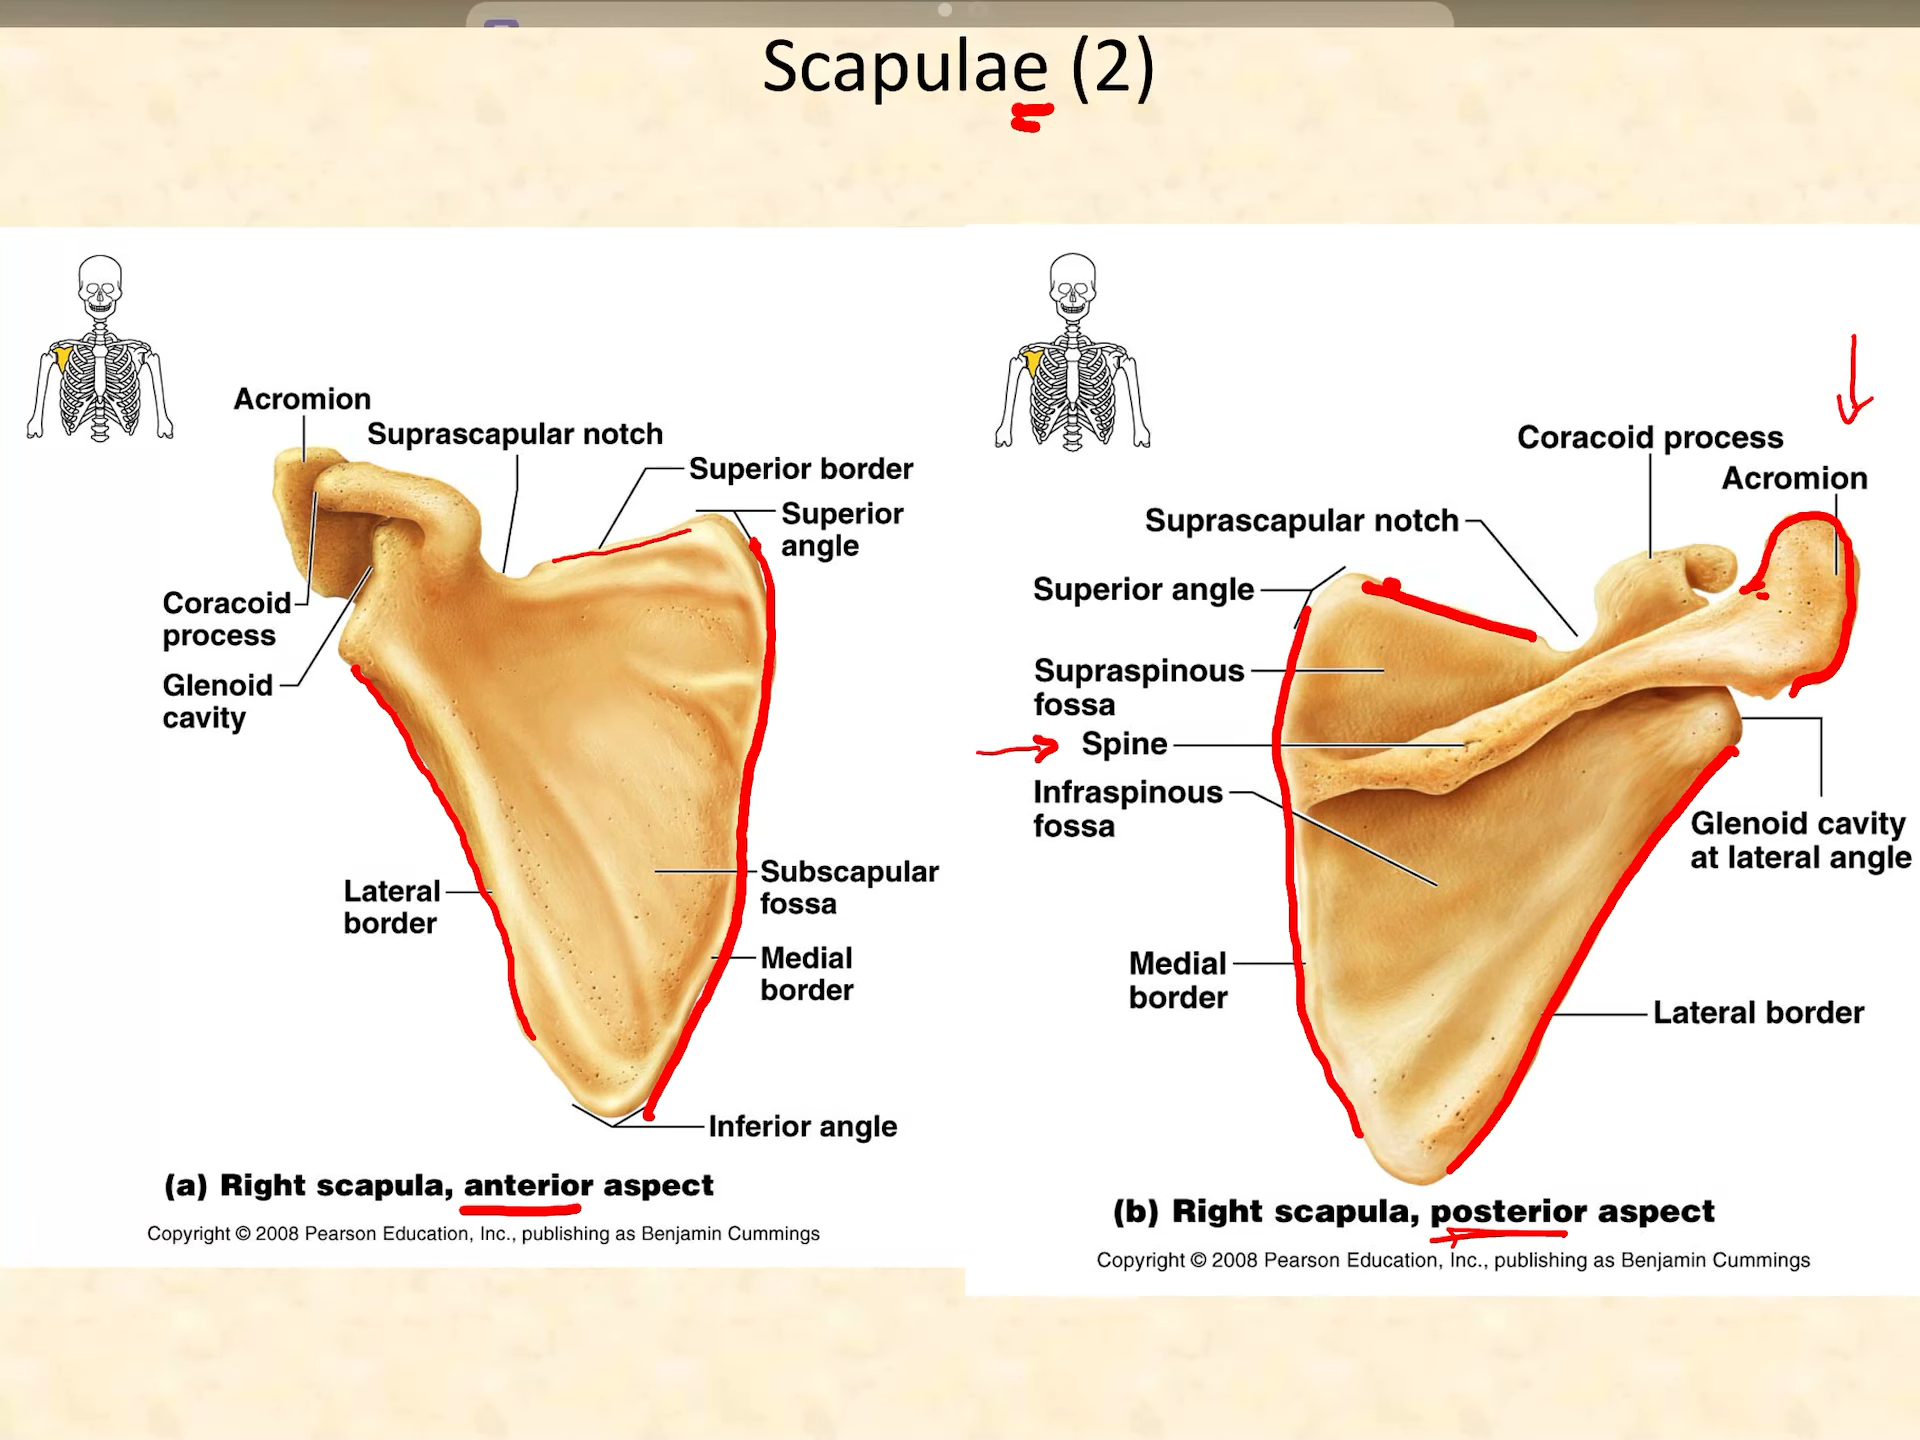 Scapulae (2)
Acromion
Suprascapular notch
Superior border
Superior
angle
Coracoid
process
Glenoid
cavity
Lateral
border
Subscapular
fossa
Medial
border
Inferior angle
(a) Right scapula, anterior aspect
Copyright © 2008 Pearson Education, Inc., publishing as Benjamin Cummings
Coracoid process
Acromion
Suprascapular notch
Superior angle
Supraspinous
fossa
Spine
Infraspinous
fossa
Glenoid cavity
at lateral angle
Medial
border
Lateral border
(b) Right scapula, posterior aspect
Copyright © 2008 Pearson Education, Inc., publishing as Benjamin Cummings